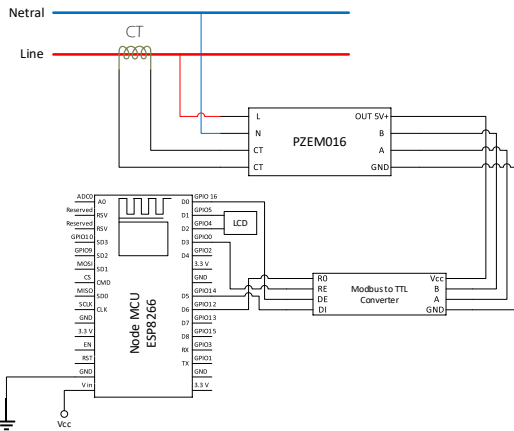 Netral
CT
Line
L
OUT 5V+
N
B
PZEM016
CT
A
CT
GND
ADC0
A0
D0
GPIO 16
Reserved
RSV
D1
GPIO5
LCD
Reserved
RSV
D2
GPIO4
GPIO10
SD3
D3
GPIO0
GPIO9
SD2
D4
GPIO2
MOSI
SD1
3.3 V
CS
CMD
GND
MISO
SD0
D5
GPIO14
SCLK
CLK
D6
GPIO12
GND
D7
GPIO13
3.3 V
D8
GPIO15
EN
RX
GPIO3
RST
TX
GPIO1
GND
GND
Vin
3.3 V
Node MCU
ESP8266
Vcc
R0
Vcc
RE
Modbus to TTL
B
DE
Converter
A
DI
GND